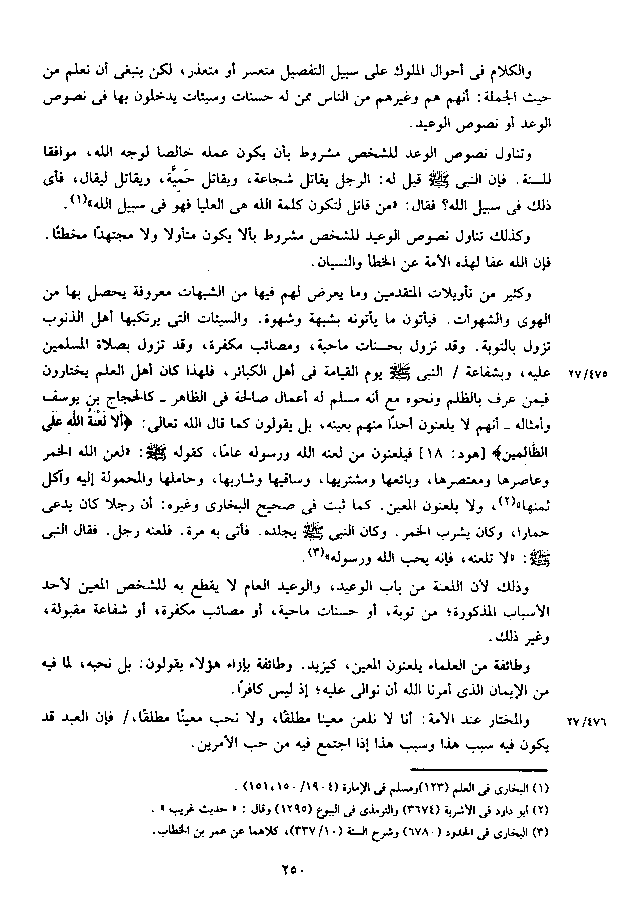 والكلام فى أحوال الملوك على سبيل التفصيل متعسر أو متعذر، لكن ينبغى أن نعلم من
حيث الجملة: أنهم هم وغيرهم من الناس ممن له حسنات وسيئات يدخلون بها فى نصوص
الوعد أو نصوص الوعيد.
وتناول نصوص الوعد للشخص مشروط بأن يكون عمله خالصا لوجه الله، موافقا
للسنة. فإن النبى ﷺ قيل له: الرجل يقاتل شجاعة، ويقاتل حَميَّة، ويقاتل ليقال، فأى
ذلك فى سبيل الله؟ فقال: «من قاتل لتكون كلمة الله هى العليا فهو فى سبيل الله»(١).
وكذلك تناول نصوص الوعيد للشخص مشروط بألا يكون متأولا ولا مجتهدًا مخطئًا.
فإن الله عفا لهذه الأمة عن الخطأ والنسيان.
وكثير من تأويلات المتقدمين وما يعرض لهم فيها من الشبهات معروفة يحصل بها من
الهوى والشهوات. فيأتون ما يأتونه بشبهة وشهوة. والسيئات التى يرتكبها أهل الذنوب
تزول بالتوبة. وقد تزول بحسنات ماحية، ومصائب مكفرة، وقد تزول بصلاة المسلمين
عليه، وبشفاعة / النبى ﷺ يوم القيامة فى أهل الكبائر، فلهذا كان أهل العلم يختارون ٢٧/٤٧٥
فيمن عرف بالظلم ونحوه مع أنه مسلم له أعمال صالحة فى الظاهر ـ كالحجاج بن يوسف
وأمثاله ـ أنهم لا يلعنون أحدًا منهم بعينه، بل يقولون كما قال الله تعالى: ﴿أَلا لَعْنَةُ اللَّه عَلَى
الظَّالمين﴾ [هود: ١٨] فيلعنون من لعنه الله ورسوله عامًا، كقوله ﷺ: «لعن الله الخمر
وعاصرها ومعتصرها، وبائعها ومشتريها، وساقيها وشاربها، وحاملها والمحمولة إليه وآكل
ثمنها»(٢)، ولا يلعنون المعين. كما ثبت فى صحيح البخارى وغيره: أن رجلا كان يدعى
حمارا، وكان يشرب الخمر. وكان النبى ﷺ يجلده. فأتى به مرة. فلعنه رجل. فقال النبى
ﷺ: «لا تلعنه، فإنه يحب الله ورسوله»(٣).
وذلك لأن اللعنة من باب الوعيد، والوعيد العام لا يقطع به للشخص المعين لأحد
الأسباب المذكورة؛ من توبة، أو حسنات ماحية، أو مصائب مكفرة، أو شفاعة مقبولة،
وغير ذلك.
وطائفة من العلماء يلعنون المعين، كيزيد. وطائفة بإزاء هؤلاء يقولون: بل نحبه، لما فيه
من الإيمان الذى أمرنا الله أن نوالى عليه؛ إذ ليس كافرًا.
والمختار عند الأمة: أنا لا نلعن معينا مطلقًا، ولا نحب معينًا مطلقًا، / فإن العبد قد ٢٧/٤٧٦
يكون فيه سبب هذا وسبب هذا إذا اجتمع فيه من حب الأمرين.
(١) البخارى فى العلم (١٢٣)ومسلم فى الإمارة (١٩٠٤/ ١٥٠،١٥١) .
(٢) أبو داود فى الأشربة (٣٦٧٤) والترمذى فى البيوع (١٢٩٥) وقال : « حديث غريب » .
(٣) البخارى فى الحدود (٦٧٨٠) وشرح السنة (١٠/ ٣٣٧)، كلاهما عن عمر بن الخطاب.
٢٥٠